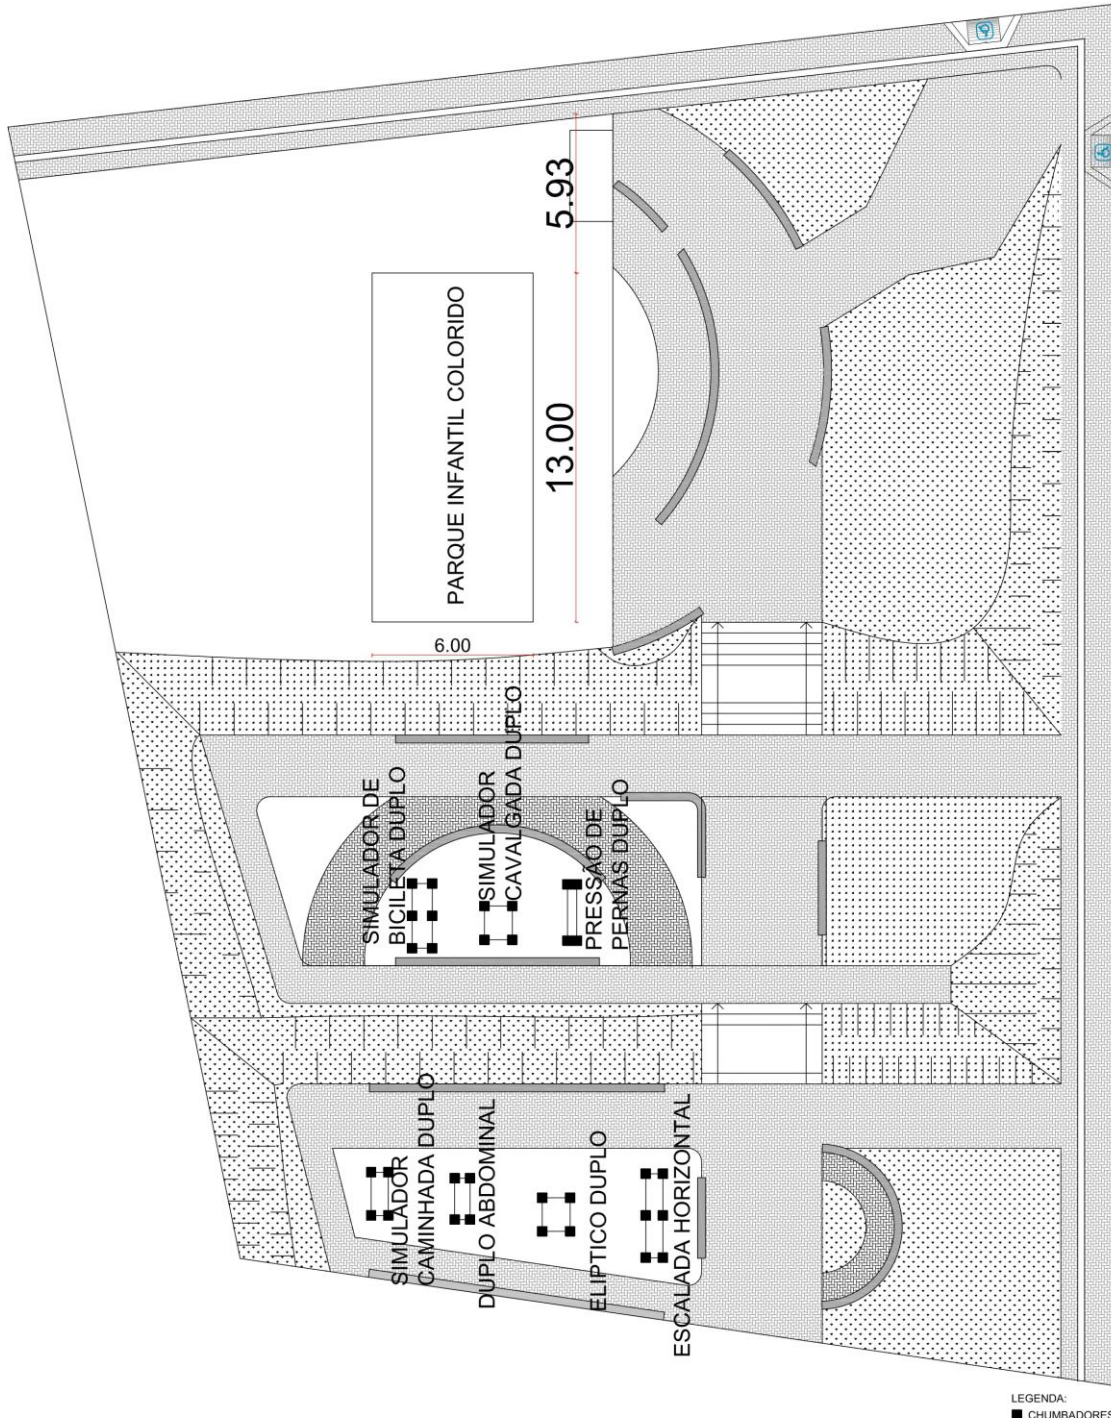 5.93
PARQUE INFANTIL COLORIDO
13.00
6.00
SIMULADOR DE
BICILETA DUPLO
SIMULADOR
CAVALGADA DUPLO
PRESSÃO DE
PERNAS DUPLO
SIMULADOR
CAMINHADA DUPLO
DUPLO ABDOMINAL
ELIPTICO DUPLO
ESCALADA HORIZONTAL
LEGENDA:
CHUMBADORES